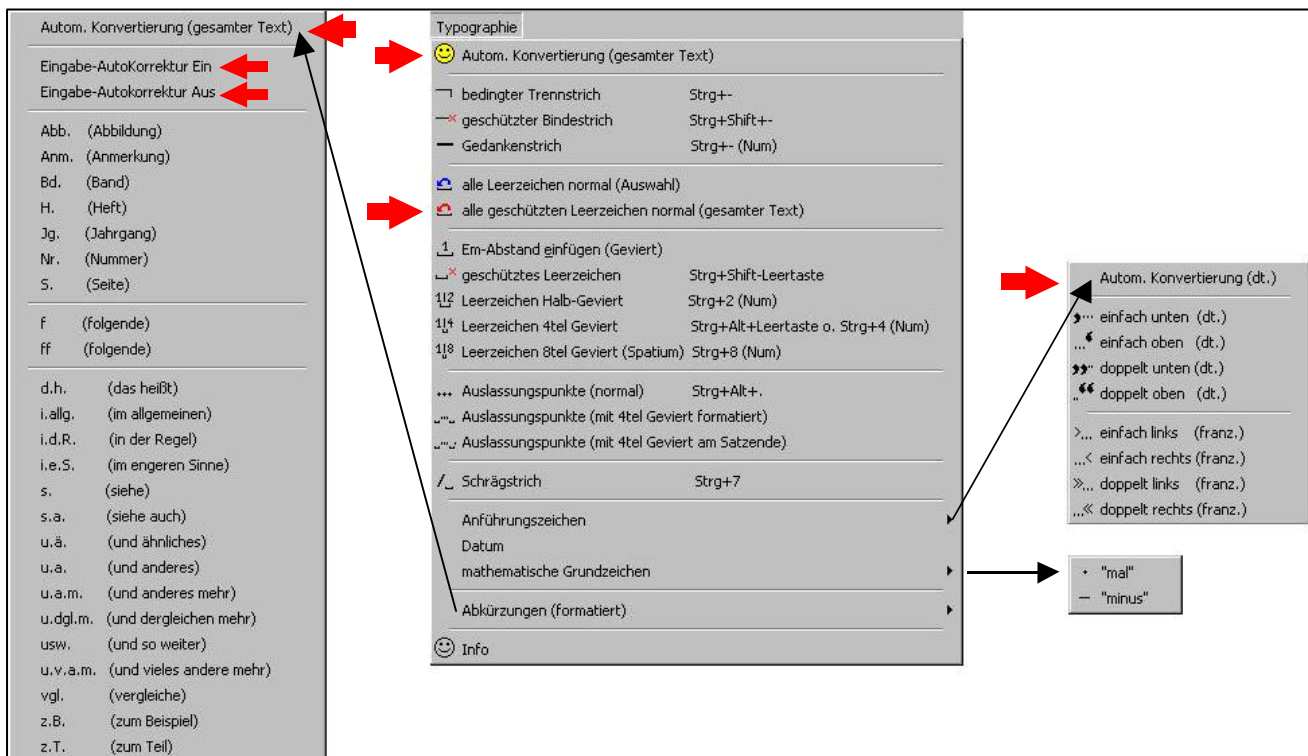 Autom. Konvertierung (gesamter Text)
Eingabe-AutoKorrektur Ein
Eingabe-Autokorrektur Aus
Abb. (Abbildung)
Anm. (Anmerkung)
Bd. (Band)
H. (Heft)
Jg. (Jahrgang)
Nr. (Nummer)
S. (Seite)
f (folgende)
ff (folgende)
d.h. (das heißt)
i.allg. (im allgemeinen)
i.d.R. (in der Regel)
i.e.S. (im engeren Sinne)
s. (siehe)
s.a. (siehe auch)
u.ä. (und ähnliches)
u.a. (und anderes)
u.a.m. (und anderes mehr)
u.dgl.m. (und dergleichen mehr)
usw. (und so weiter)
u.v.a.m. (und vieles andere mehr)
vgl. (vergleiche)
z.B. (zum Beispiel)
z.T. (zum Teil)
Typographie
Autom. Konvertierung (gesamter Text)
bedingter Trennstrich Strg+-
geschützter Bindestrich Strg+Shift+-
Gedankenstrich Strg+- (Num)
alle Leerzeichen normal (Auswahl)
alle geschützten Leerzeichen normal (gesamter Text)
1 Em-Abstand einfügen (Geviert)
geschütztes Leerzeichen Strg+Shift-Leertaste
1|2 Leerzeichen Halb-Geviert Strg+2 (Num)
1|4 Leerzeichen 4tel Geviert Strg+Alt+Leertaste o. Strg+4 (Num)
1|8 Leerzeichen 8tel Geviert (Spatium) Strg+8 (Num)
... Auslassungspunkte (normal) Strg+Alt+.
... Auslassungspunkte (mit 4tel Geviert formatiert)
... Auslassungspunkte (mit 4tel Geviert am Satzende)
/ Schrägstrich Strg+7
Anführungszeichen
Datum
mathematische Grundzeichen
Abkürzungen (formatiert)
Info
Autom. Konvertierung (dt.)
‚... einfach unten (dt.)
...‘ einfach oben (dt.)
„... doppelt unten (dt.)
...“ doppelt oben (dt.)
>... einfach links (franz.)
...< einfach rechts (franz.)
»... doppelt links (franz.)
...« doppelt rechts (franz.)
· "mal"
– "minus"